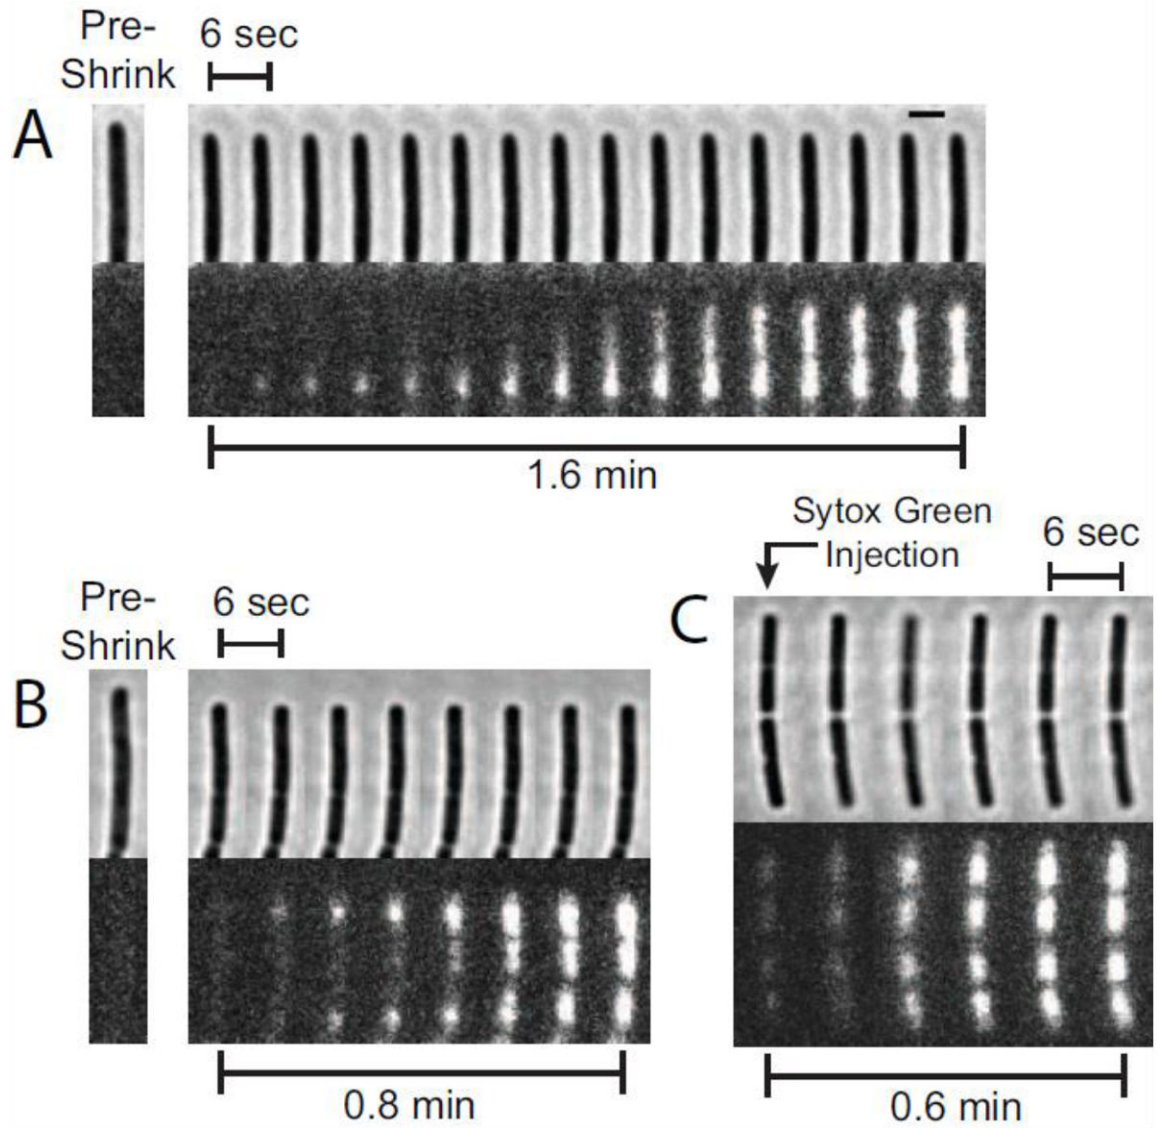 Pre-
Shrink
6 sec
A
1.6 min
Sytox Green
Injection
6 sec
Pre-
Shrink
6 sec
C
B
0.8 min
0.6 min